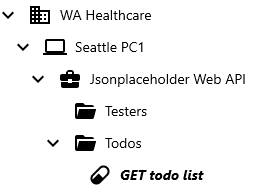 WA Healthcare
Seattle PC1
Jsonplaceholder Web API
Testers
Todos
GET todo list